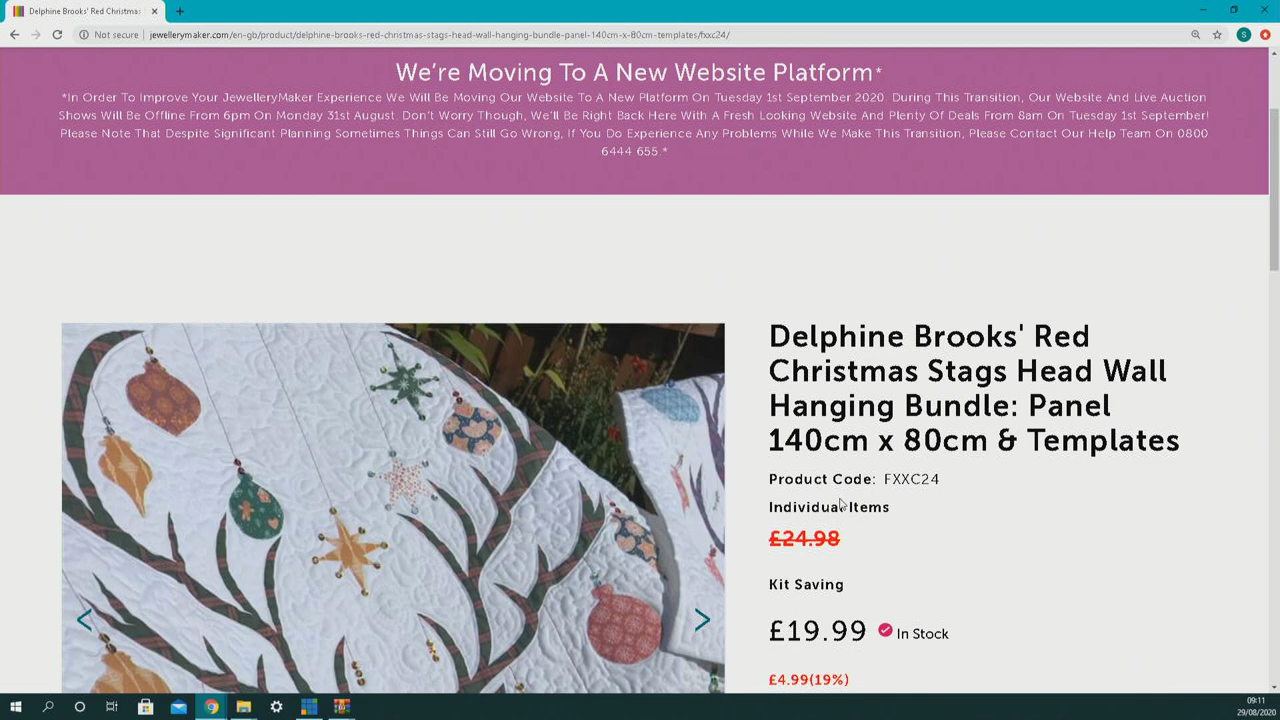 Delphine Brooks' Red Christmas
Not secure
jewellerymaker.com/en-gb/product/delphine-brooks-red-christmas-stags-head-wall-hanging-bundle-panel-140cm-x-80cm-templates/fxxc24/
S
We're Moving To A New Website Platform*
*In Order To Improve Your JewelleryMaker Experience We Will Be Moving Our Website To A New Platform On Tuesday 1st September 2020. During This Transition, Our Website And Live Auction
Shows Will Be Offline From 6pm On Monday 31st August. Don't Worry Though, We'll Be Right Back Here With A Fresh Looking Website And Plenty Of Deals From 8am On Tuesday 1st September!
Please Note That Despite Significant Planning Sometimes Things Can Still Go Wrong, If You Do Experience Any Problems While We Make This Transition, Please Contact Our Help Team On 0800
6444 655.*
Delphine Brooks' Red
Christmas Stags Head Wall
Hanging Bundle: Panel
140cm x 80cm & Templates
Product Code: FXXC24
Individual Items
£24.98
Kit Saving
£19.99 In Stock
£4.99(19%)
09:11
29/08/2020